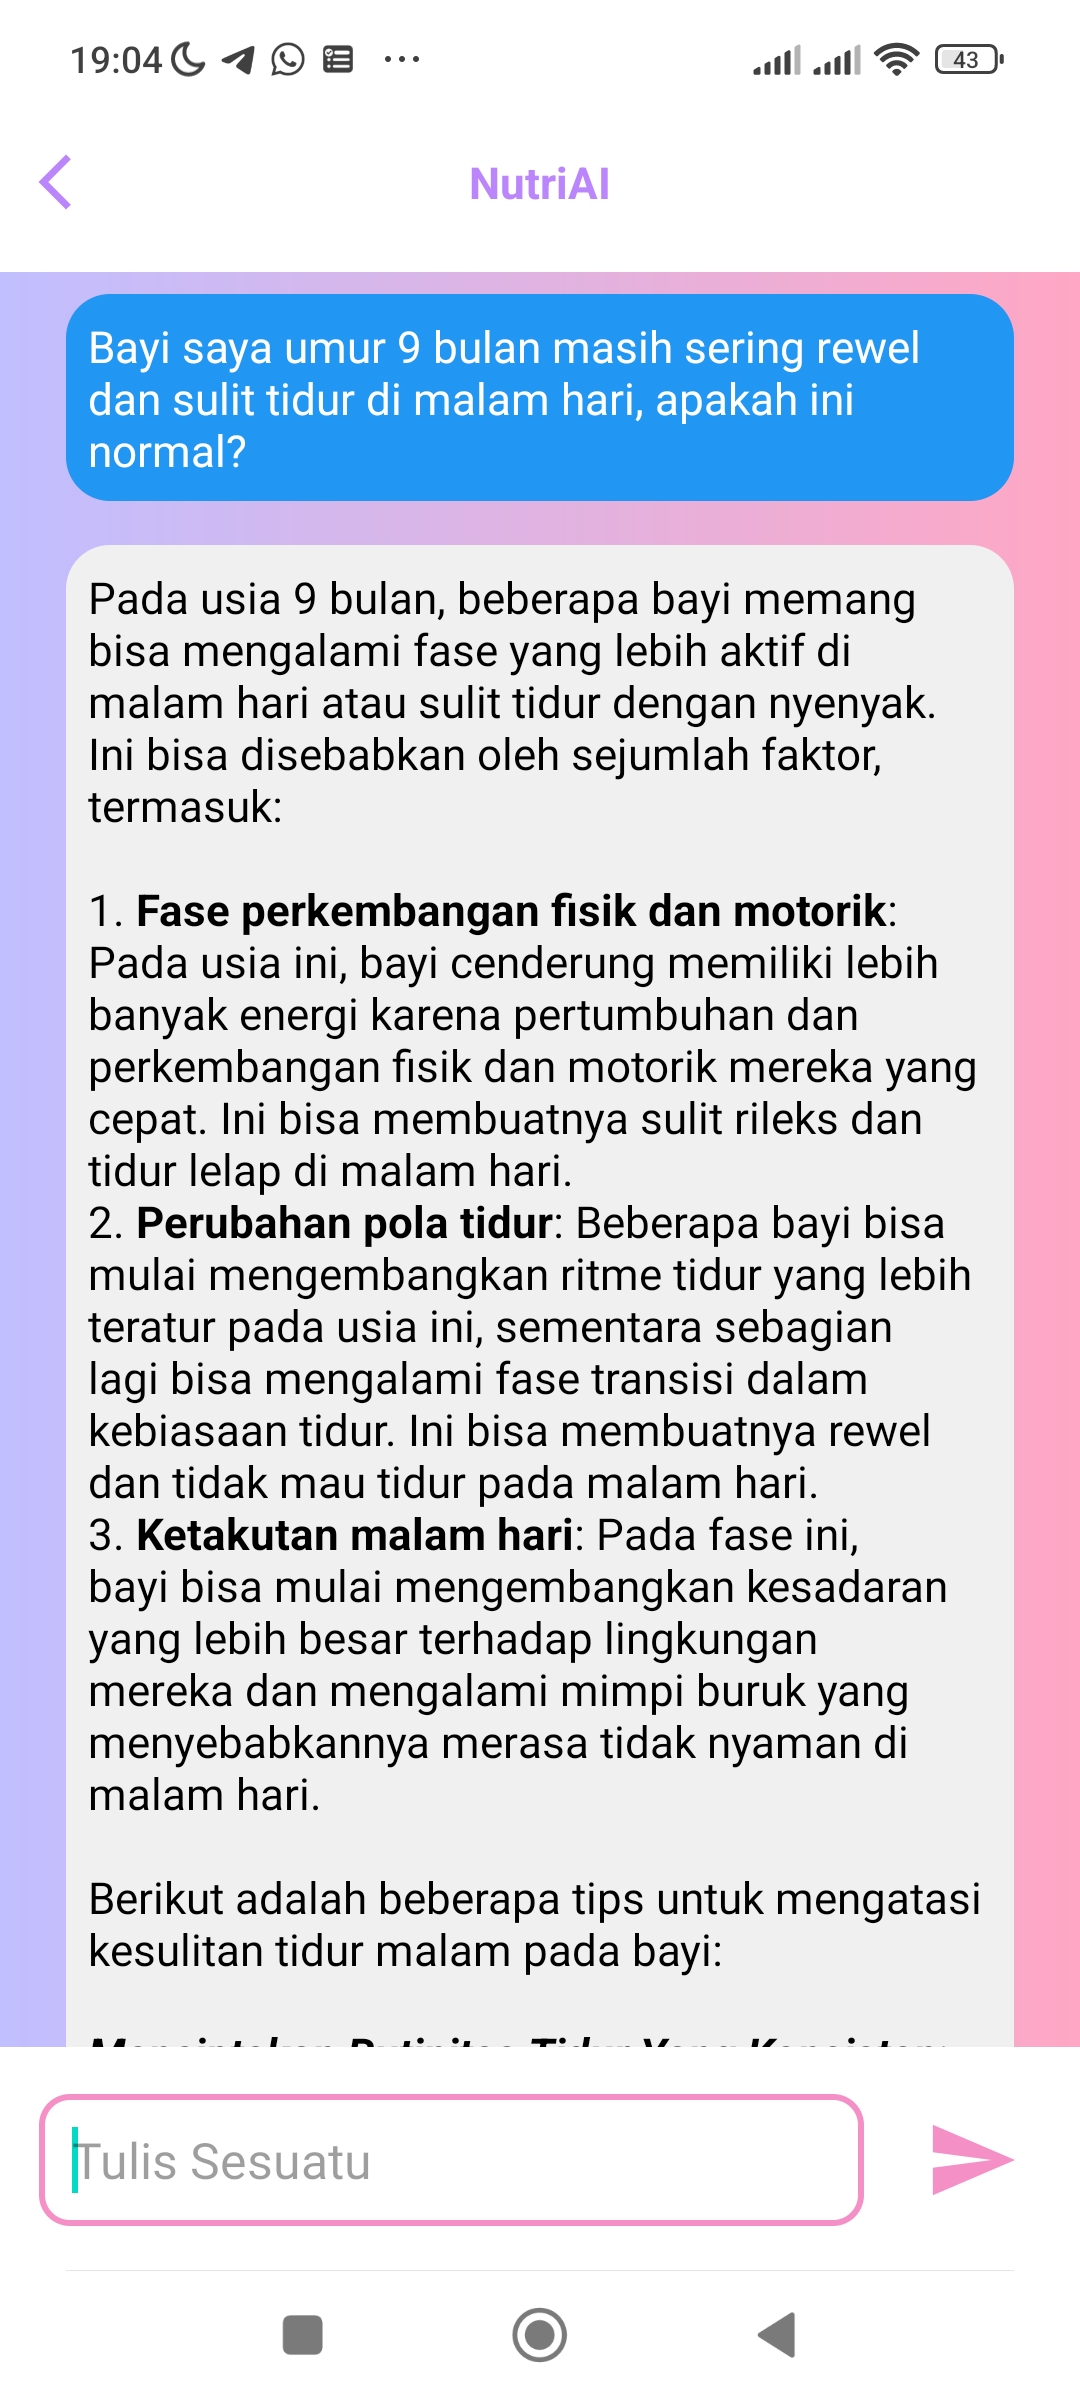 19:04
43
NutriAI
Bayi saya umur 9 bulan masih sering rewel
dan sulit tidur di malam hari, apakah ini
normal?
Pada usia 9 bulan, beberapa bayi memang
bisa mengalami fase yang lebih aktif di
malam hari atau sulit tidur dengan nyenyak.
Ini bisa disebabkan oleh sejumlah faktor,
termasuk:
1. Fase perkembangan fisik dan motorik:
Pada usia ini, bayi cenderung memiliki lebih
banyak energi karena pertumbuhan dan
perkembangan fisik dan motorik mereka yang
cepat. Ini bisa membuatnya sulit rileks dan
tidur lelap di malam hari.
2. Perubahan pola tidur: Beberapa bayi bisa
mulai mengembangkan ritme tidur yang lebih
teratur pada usia ini, sementara sebagian
lagi bisa mengalami fase transisi dalam
kebiasaan tidur. Ini bisa membuatnya rewel
dan tidak mau tidur pada malam hari.
3. Ketakutan malam hari: Pada fase ini,
bayi bisa mulai mengembangkan kesadaran
yang lebih besar terhadap lingkungan
mereka dan mengalami mimpi buruk yang
menyebabkannya merasa tidak nyaman di
malam hari.
Berikut adalah beberapa tips untuk mengatasi
kesulitan tidur malam pada bayi:
Tulis Sesuatu